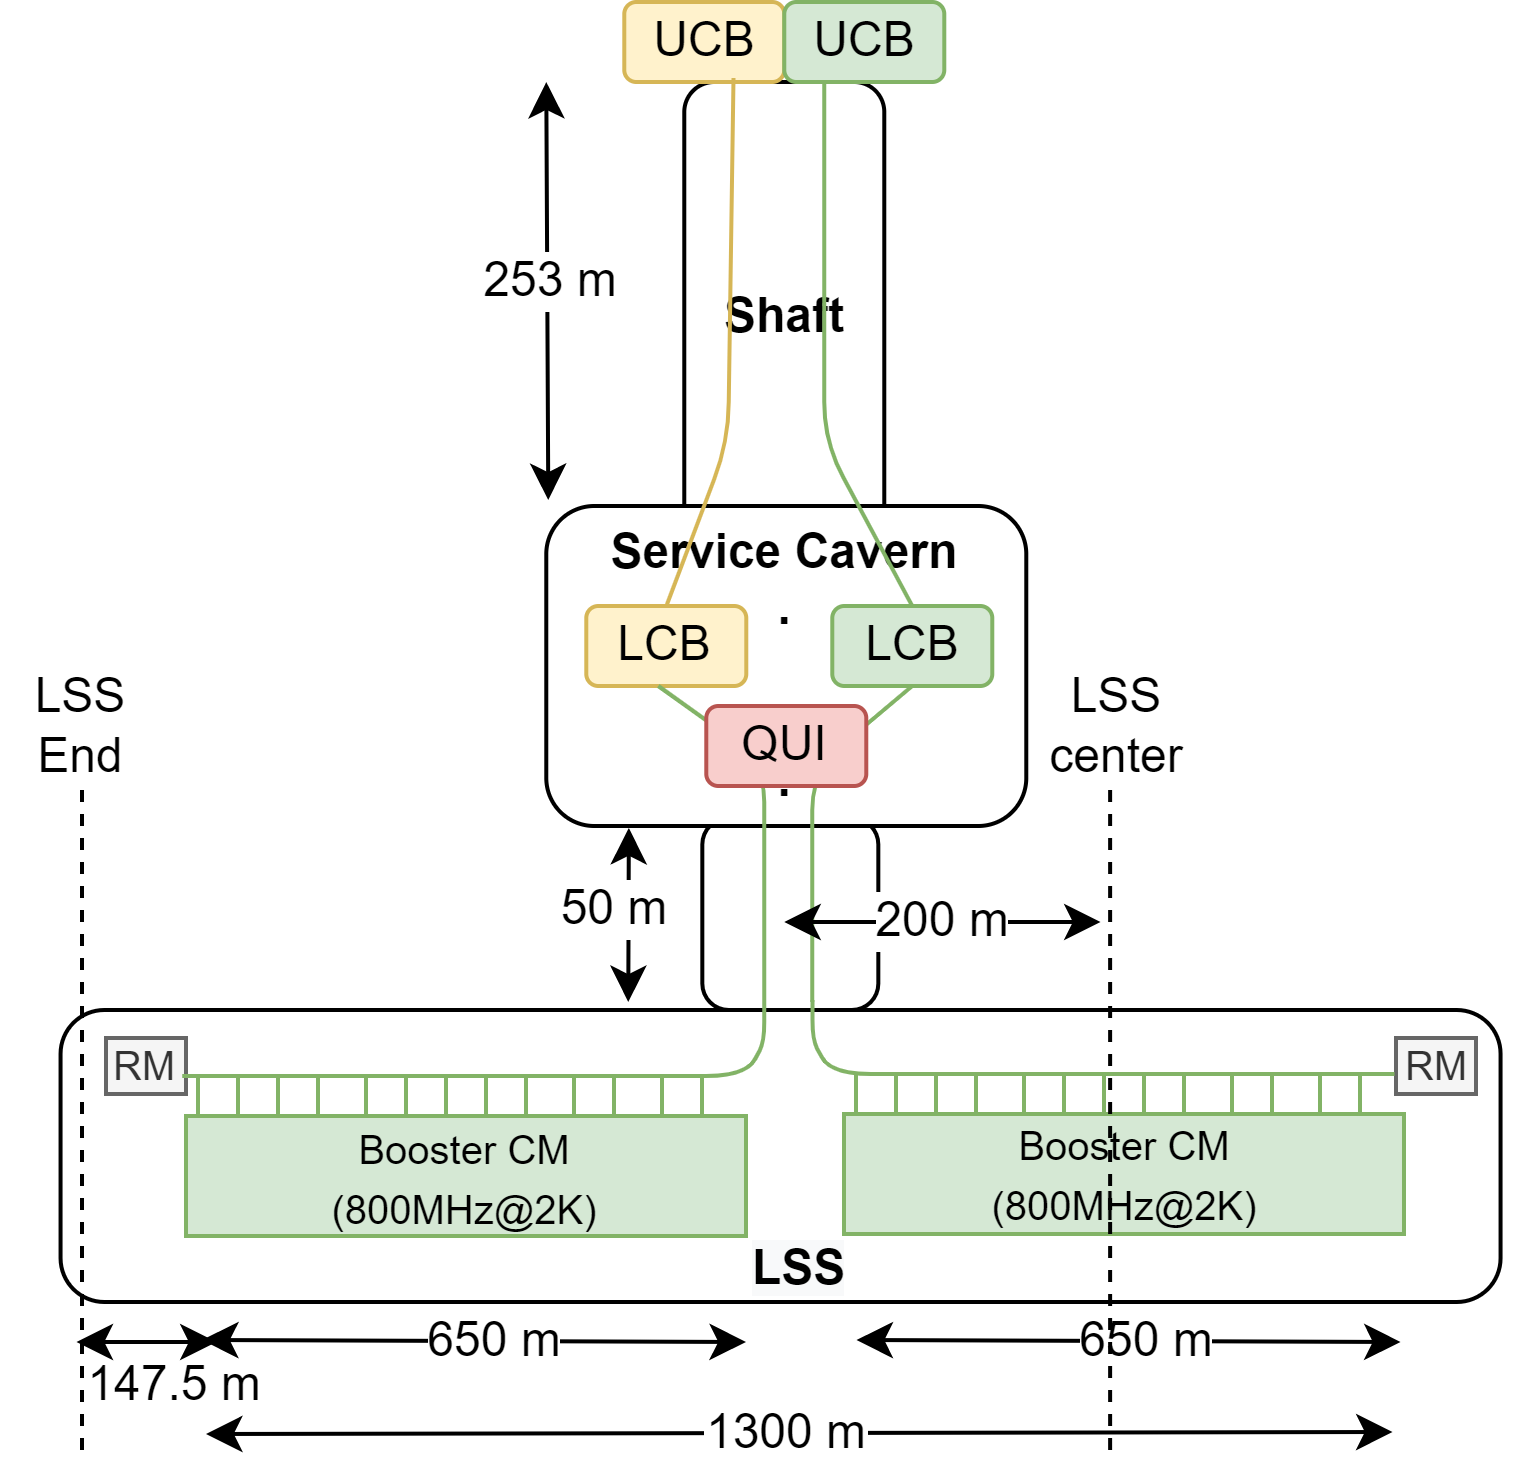 UCB
UCB
253 m
Shaft
Service Cavern
LCB
LCB
QUI
LSS
End
LSS
center
50 m
200 m
RM
RM
Booster CM
(800MHz@2K)
Booster CM
(800MHz@2K)
LSS
650 m
650 m
147.5 m
1300 m